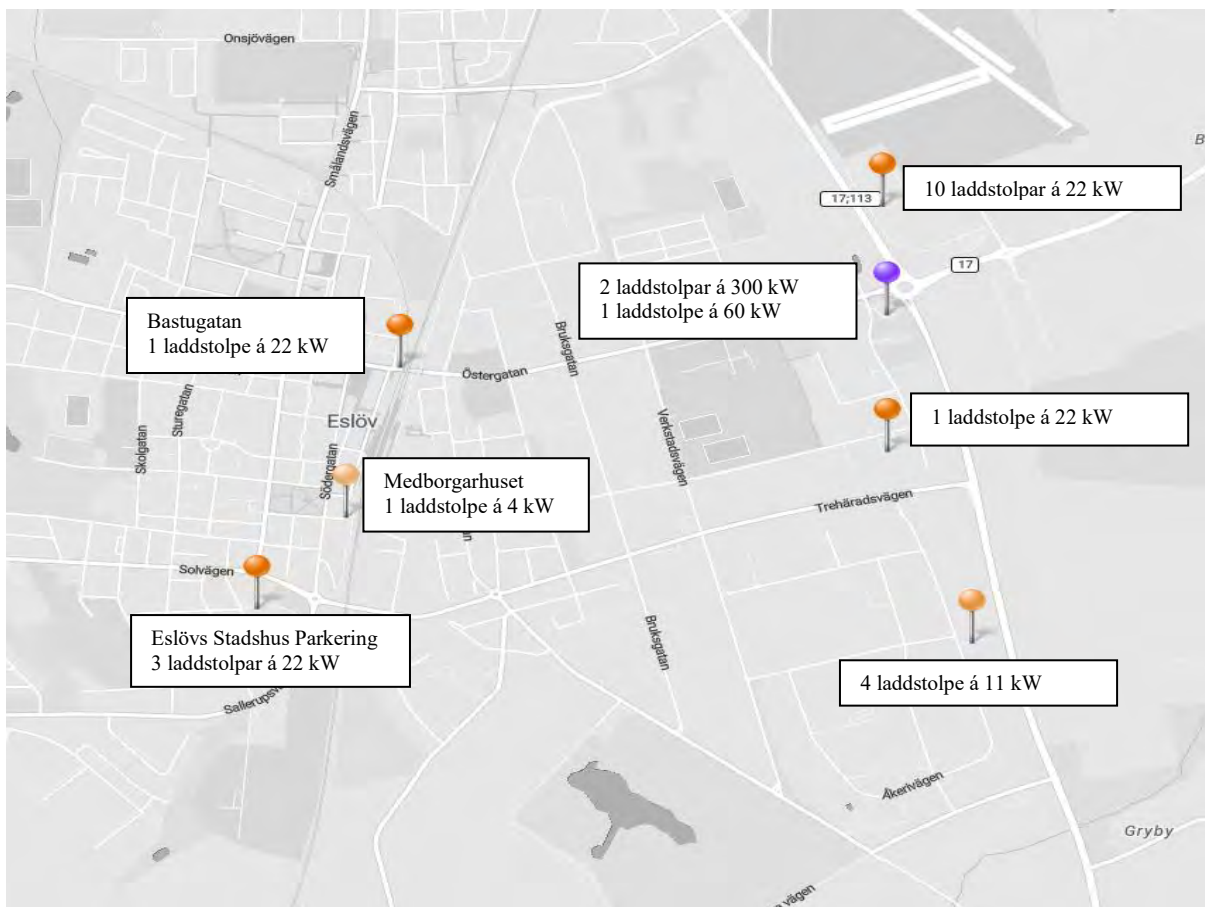 Onsjövägen
Smålandsvägen
B
10 laddstolpar á 22 kW
17;113
17
2 laddstolpar á 300 kW
1 laddstolpe á 60 kW
Bastugatan
1 laddstolpe á 22 kW
Bruksgatan
Östergatan
Sturegatan
Skolgatan
Eslöv
Södergatan
Verkstadsvägen
1 laddstolpe á 22 kW
Medborgarhuset
1 laddstolpe á 4 kW
Trehäradsvägen
Solvägen
Eslövs Stadshus Parkering
3 laddstolpar á 22 kW
Bruksgatan
4 laddstolpe á 11 kW
Åkerivägen
Gryby
vägen